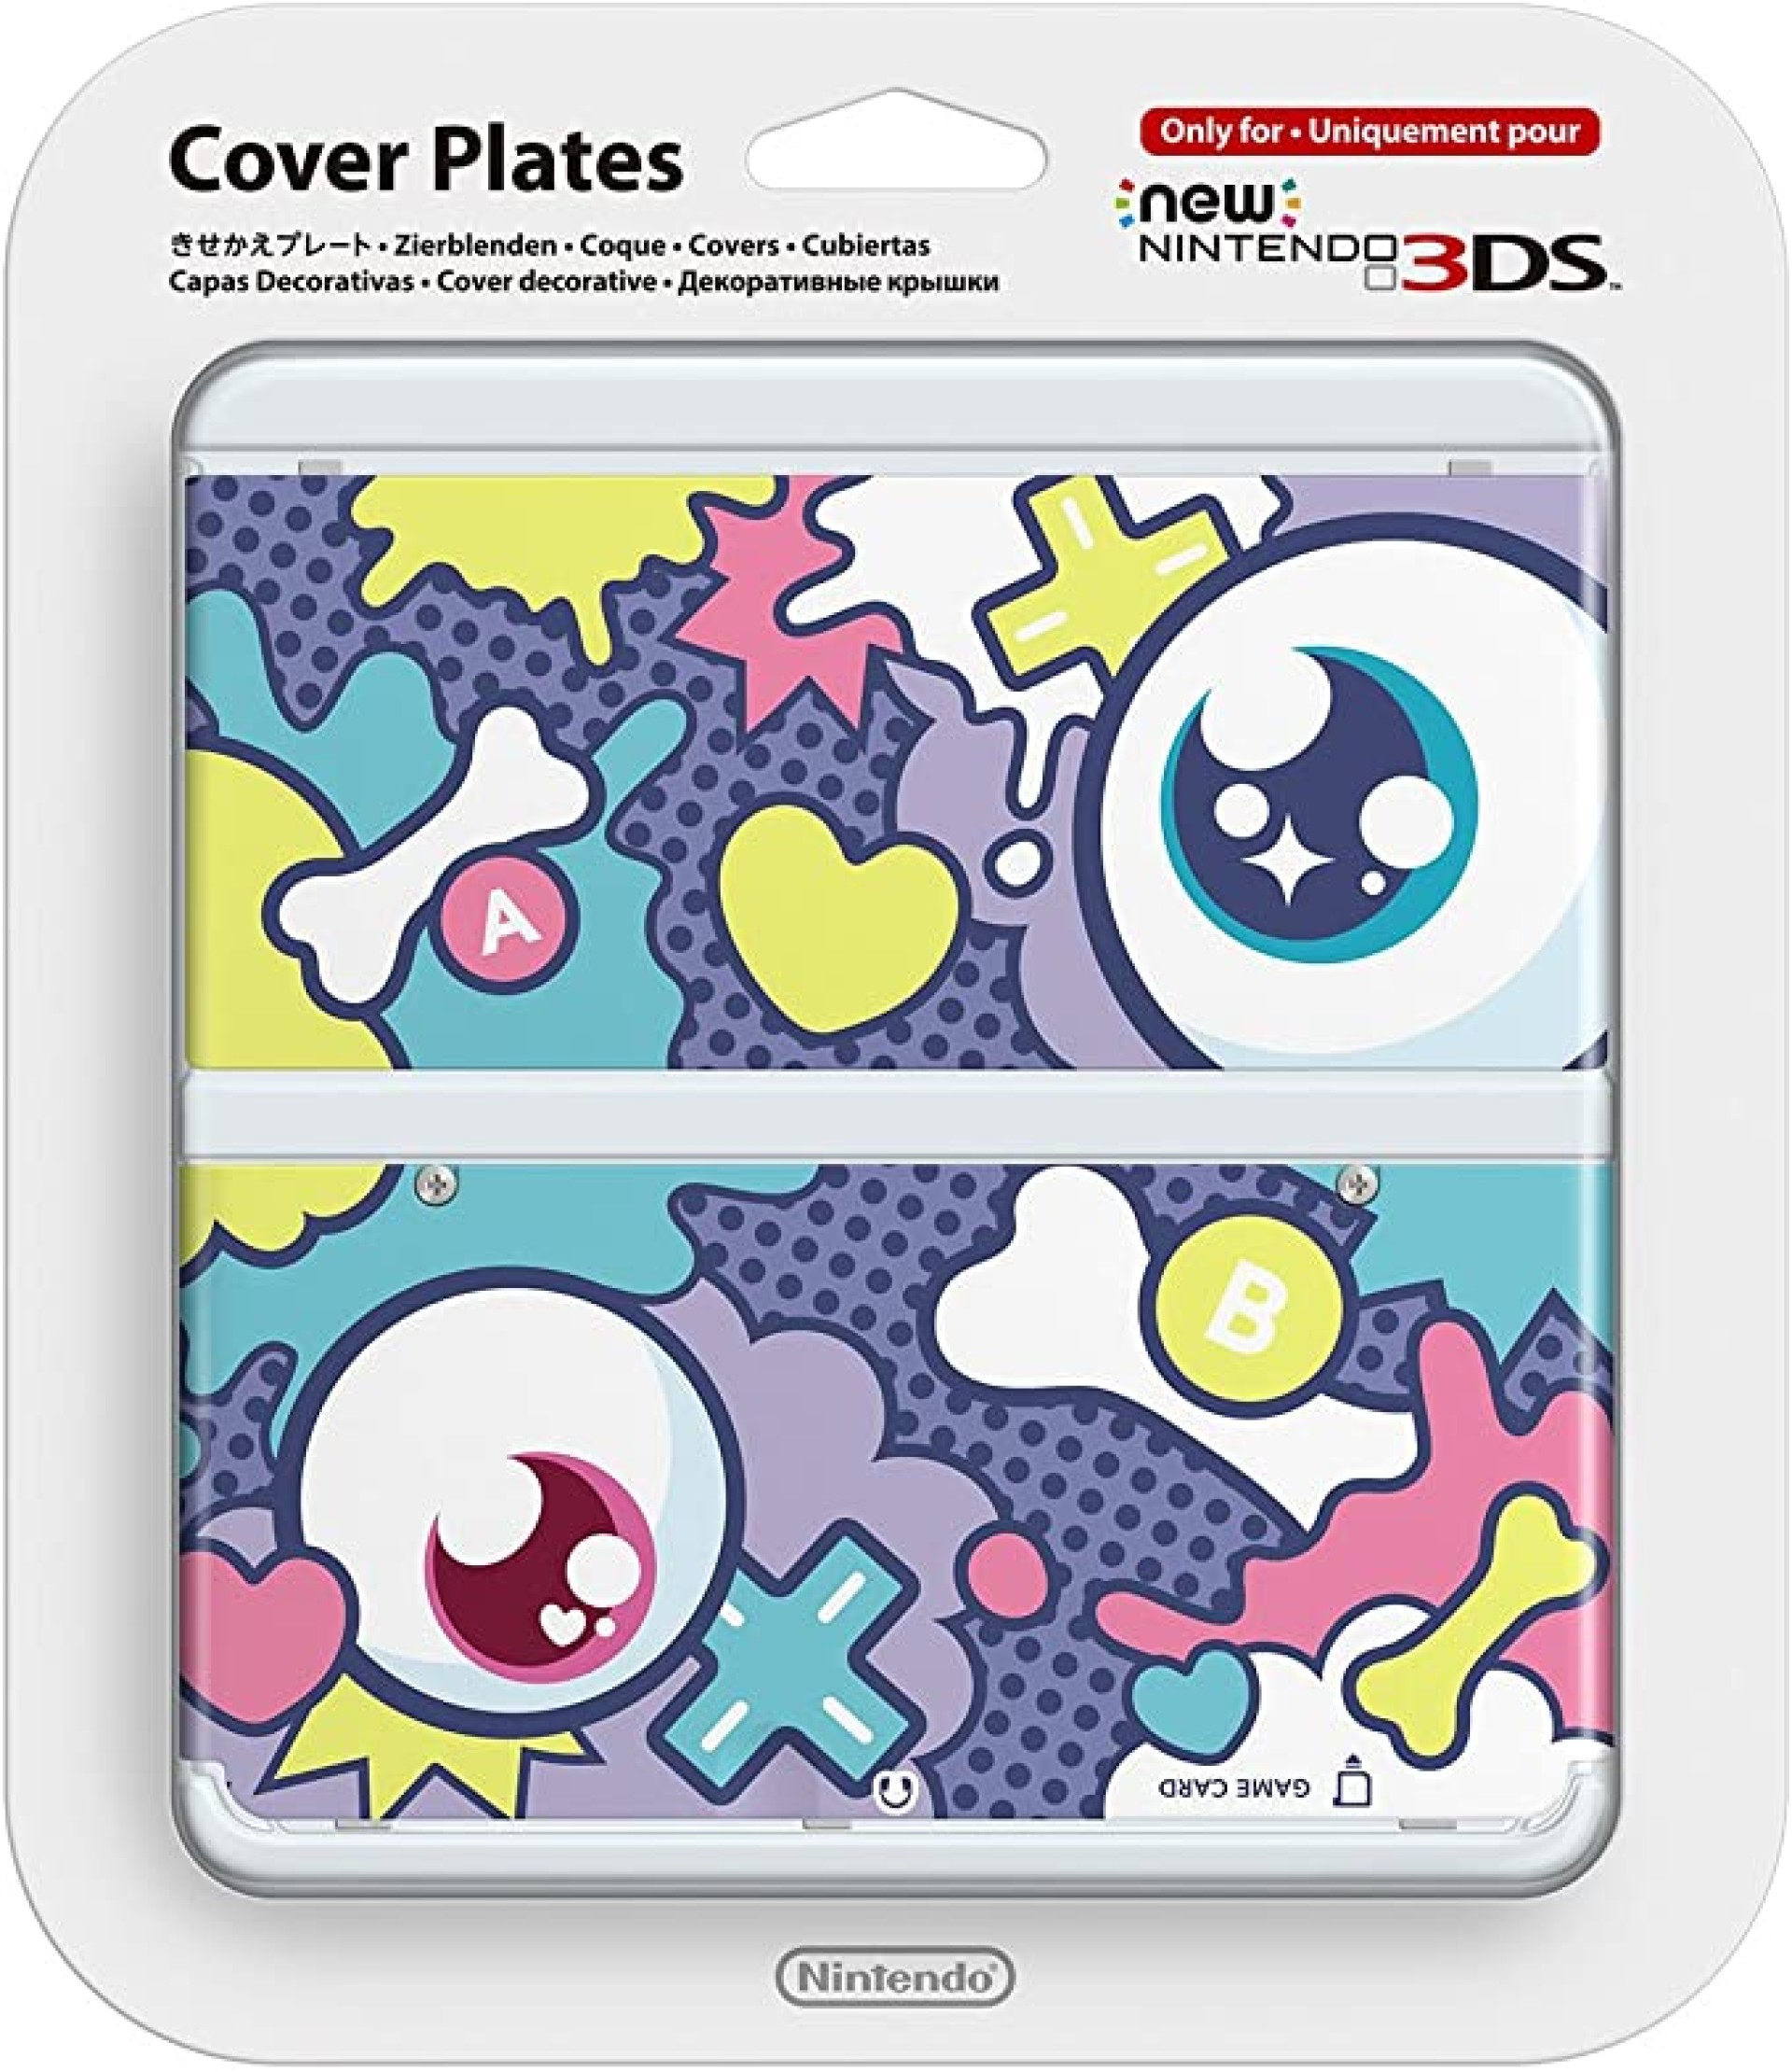 Cover Plates
Only for • Uniquement pour
new
NINTENDO 3DS™
きせかえプレート • Zierblenden • Coque • Covers • Cubiertas
Capas Decorativas • Cover decorative • Декоративные крышки
A
B
GAME CARD
Nintendo®